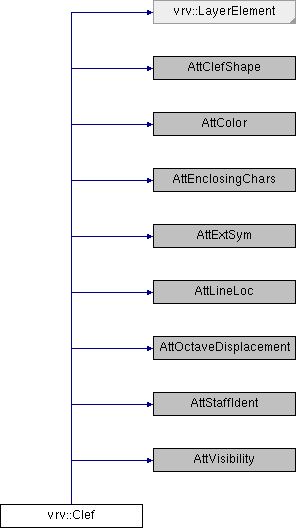 vrv::LayerElement
AttClefShape
AttColor
AttEnclosingChars
AttExtSym
AttLineLoc
AttOctaveDisplacement
AttStaffIdent
AttVisibility
vrv::Clef